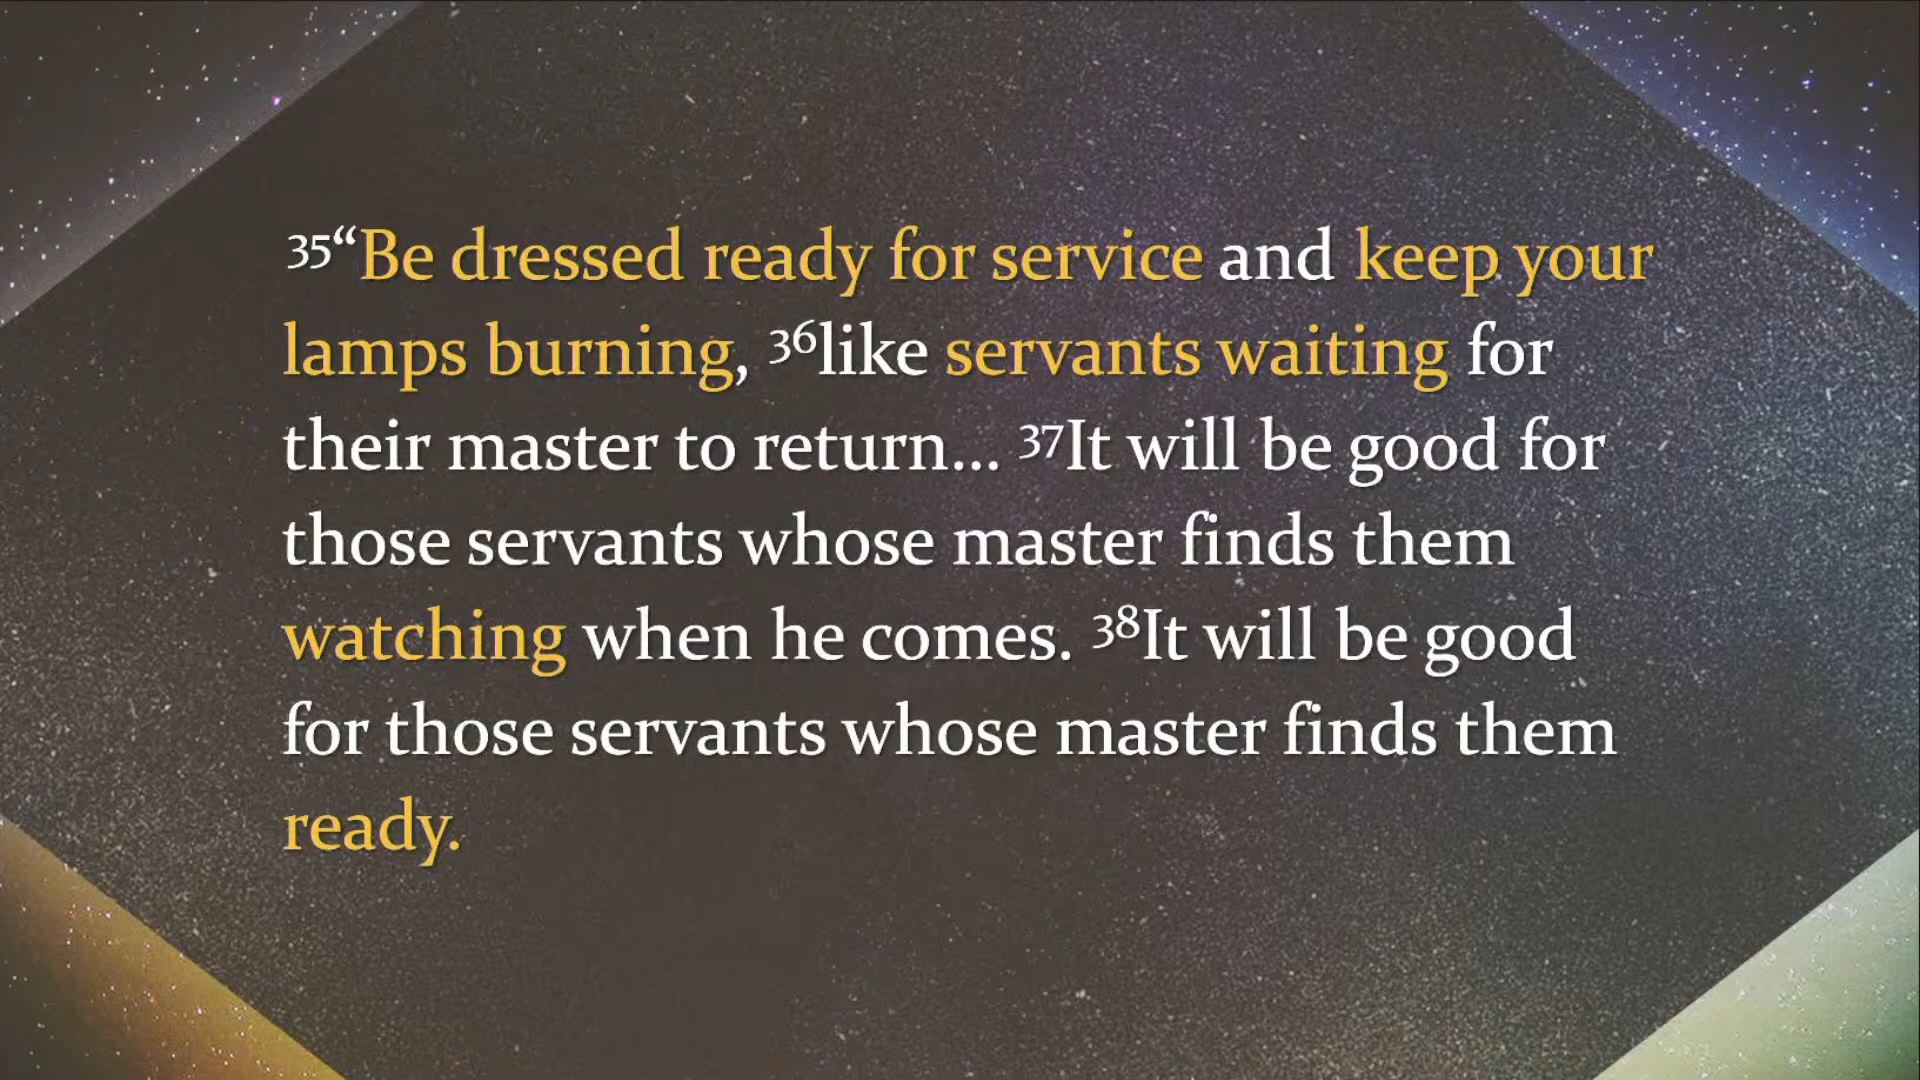 35“Be dressed ready for service and keep your
lamps burning, 36like servants waiting for
their master to return... 37It will be good for
those servants whose master finds them
watching when he comes. 38It will be good
for those servants whose master finds them
ready.